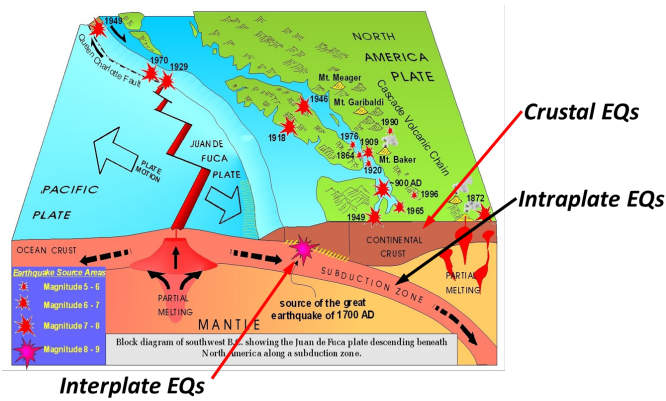 1949
Queen Charlotte Fault
1970
1929
NORTH
AMERICA
PLATE
Mt. Meager
1946
Mt. Garibaldi
Cascade Volcanic Chain
1918
1990
1976
1909
1864
Mt. Baker
1920
~900 AD
1996
1965
1949
1872
JUAN DE
FUCA
PLATE
PLATE
MOTION
PACIFIC
PLATE
Crustal EQs
Intraplate EQs
OCEAN CRUST
CONTINENTAL
CRUST
SUBDUCTION ZONE
PARTIAL
MELTING
Earthquake Source Areas
Magnitude 5 - 6
Magnitude 6 - 7
Magnitude 7 - 8
Magnitude 8 - 9
PARTIAL
MELTING
source of the great
earthquake of 1700 AD
MANTLE
Block diagram of southwest B.C. showing the Juan de Fuca plate descending beneath
North America along a subduction zone.
Interplate EQs